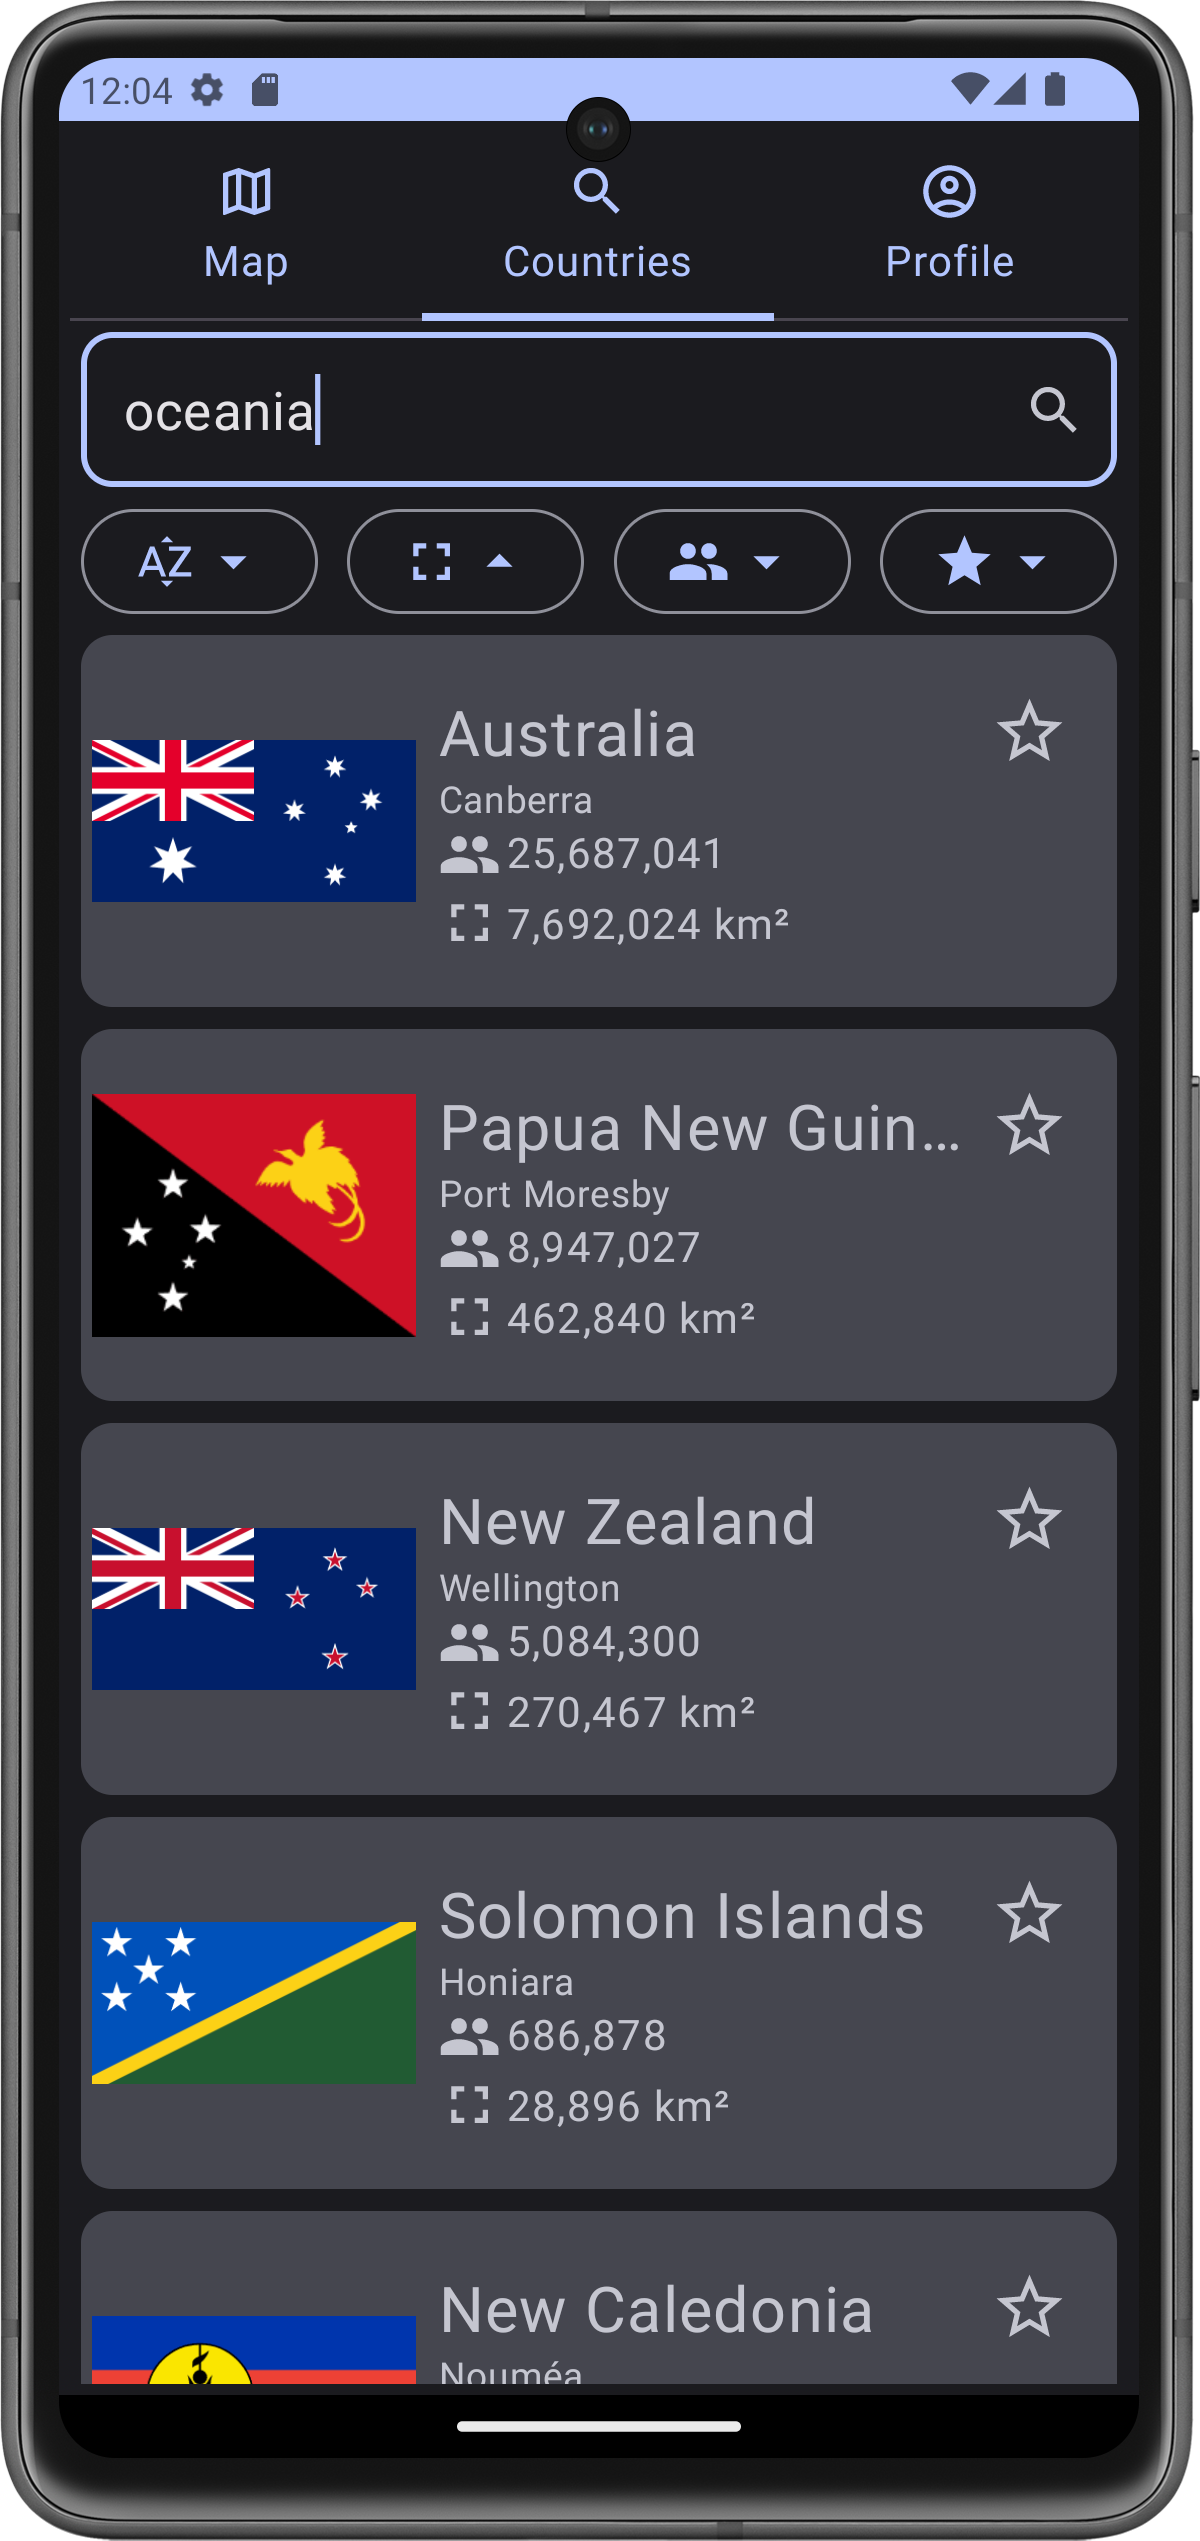 12:04
Map
Countries
Profile
oceania
AZ
Australia
Canberra
25,687,041
7,692,024 km²
Papua New Guin...
Port Moresby
8,947,027
462,840 km²
New Zealand
Wellington
5,084,300
270,467 km²
Solomon Islands
Honiara
686,878
28,896 km²
New Caledonia
Nouméa